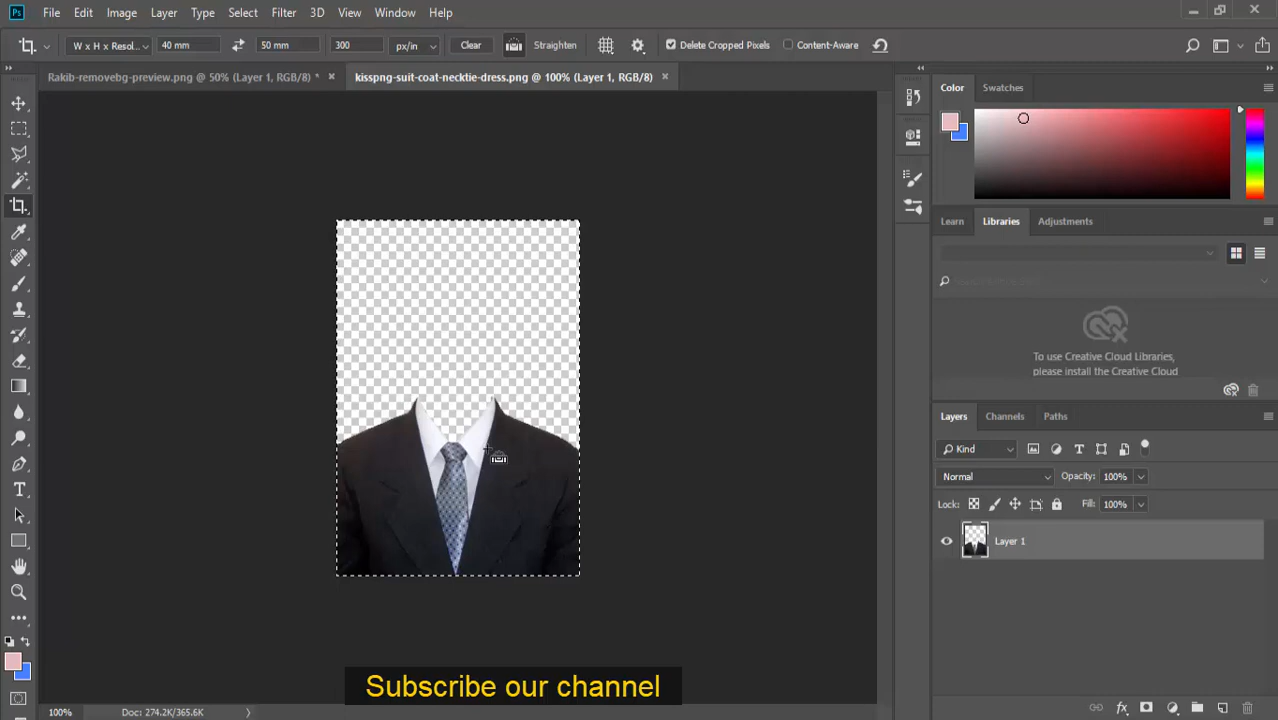 Ps File Edit Image Layer Type Select Filter 3D View Window Help
W x H x Resol... 40 mm 50 mm 300 px/in Clear Straighten Delete Cropped Pixels Content-Aware
Rakib-removebg-preview.png @ 50% (Layer 1, RGB/8) * ×
kisspng-suit-coat-necktie-dress.png @ 100% (Layer 1, RGB/8) ×
Color Swatches
Learn Libraries Adjustments
To use Creative Cloud Libraries,
please install the Creative Cloud
Layers Channels Paths
Kind
Normal Opacity: 100%
Lock: Fill: 100%
Layer 1
Subscribe our channel
100% Doc: 274.2K/365.6K